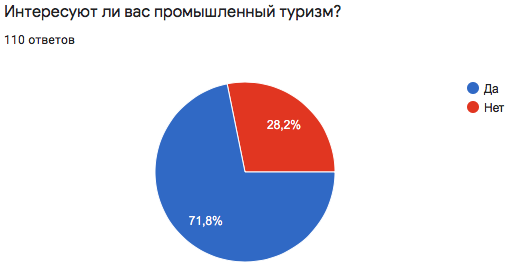 Интересуют ли вас промышленный туризм?
110 ответов
Да
Нет
28,2%
71,8%